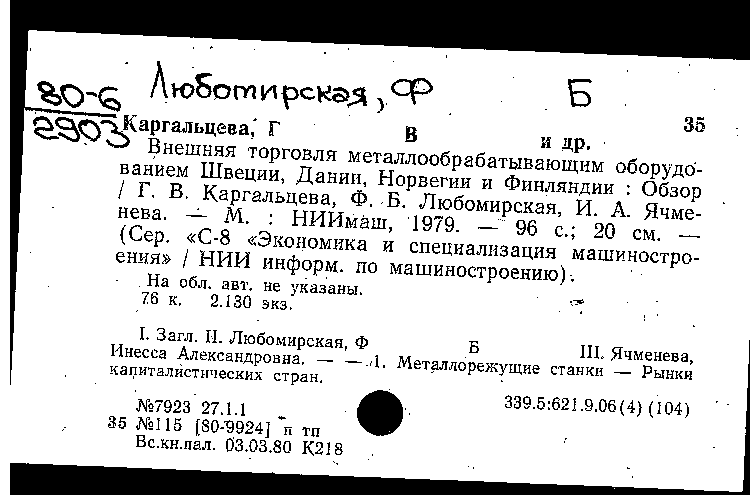 80-6 Любомирская, Ф Б
2903 Каргальцева, Г В и др. 35
Внешняя торговля металлообрабатывающим оборудо-
ванием Швеции, Дании, Норвегии и Финляндии : Обзор
/ Г. В. Каргальцева, Ф. Б. Любомирская, И. А. Ячме-
нева. — М. : НИИмаш, 1979. — 96 с.; 20 см. —
(Сер. «С-8 «Экономика и специализация машиностро-
ения» / НИИ информ. по машиностроению).
На обл. авт. не указаны.
76 к. 2.130 экз.
I. Загл. II. Любомирская, Ф Б III. Ячменева,
Инесса Александровна. — — .1. Металлорежущие станки — Рынки
капиталистических стран.
№7923 27.1.1 339.5:621.9.06(4) (104)
35 №115 [80-9924] п тп
Вс.кн.пал. 03.03.80 К218